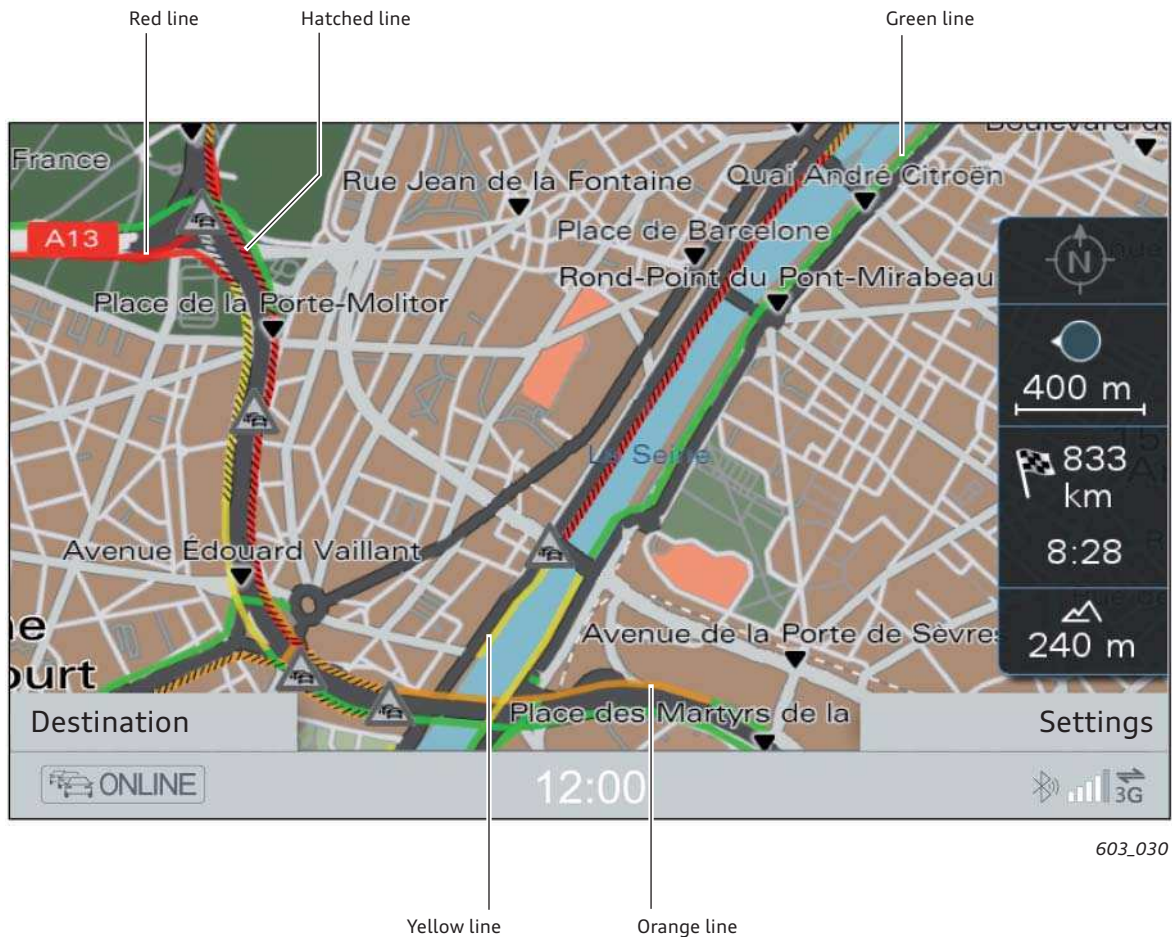 Red line
Hatched line
Green line
France
Boulevard
Rue Jean de la Fontaine
Quai André Citroën
A13
Place de Barcelone
N
Rond-Point du Pont-Mirabeau
Place de la Porte-Molitor
400 m
La Seine
833
km
8:28
Avenue Edouard Vaillant
Avenue de la Porte de Sèvres
240 m
ourt
Place des Martyrs de la
Destination
Settings
ONLINE
12:00
3G
603_030
Yellow line
Orange line